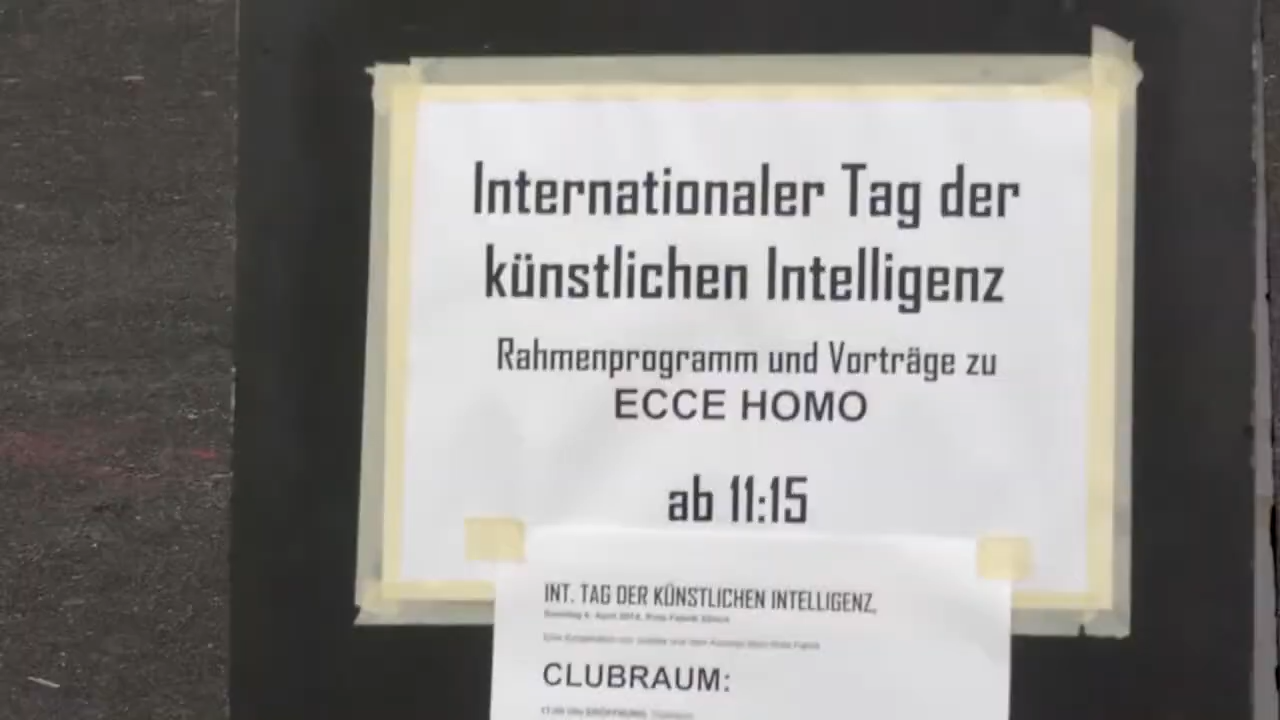 Internationaler Tag der
künstlichen Intelligenz
Rahmenprogramm und Vorträge zu
ECCE HOMO
ab 11:15
INT. TAG DER KÜNSTLICHEN INTELLIGENZ,
CLUBRAUM: